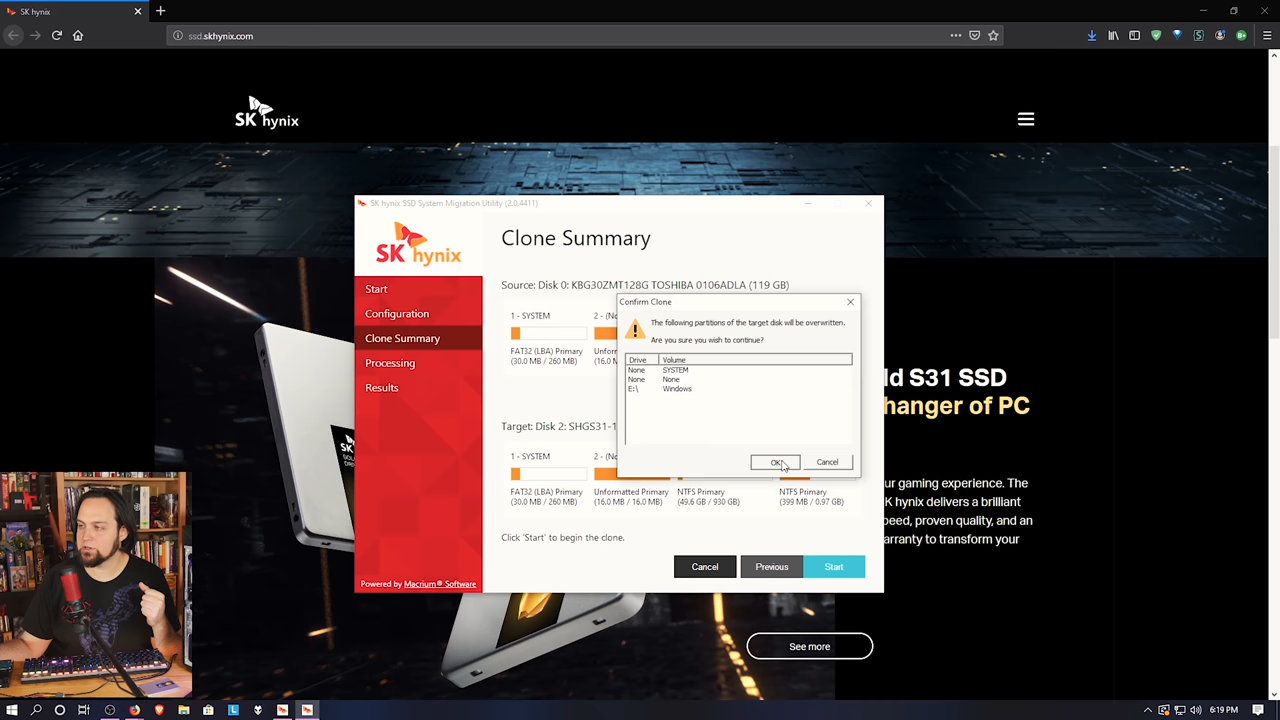 SK hynix
ssd.skhynix.com
SK hynix
SK hynix SSD System Migration Utility (2.0.4411)
SK hynix
Start
Configuration
Clone Summary
Processing
Results
Powered by Macrium® Software
Clone Summary
Source: Disk 0: KBG30ZMT128G TOSHIBA 0106ADLA (119 GB)
1 - SYSTEM
FAT32 (LBA) Primary
(30.0 MB / 260 MB)
2 - (No
Unforn
(16.0 M
Target: Disk 2: SHGS31-1
1 - SYSTEM
FAT32 (LBA) Primary
(30.0 MB / 260 MB)
2 - (No
Unformatted Primary
(16.0 MB / 16.0 MB)
NTFS Primary
(49.6 GB / 930 GB)
NTFS Primary
(399 MB / 0.97 GB)
Click 'Start' to begin the clone.
Cancel
Previous
Start
Confirm Clone
The following partitions of the target disk will be overwritten.
Are you sure you wish to continue?
Drive Volume
None SYSTEM
None None
E:\ Windows
OK
Cancel
ld S31 SSD
hanger of PC
ur gaming experience. The
K hynix delivers a brilliant
peed, proven quality, and an
arranty to transform your
See more
6:19 PM